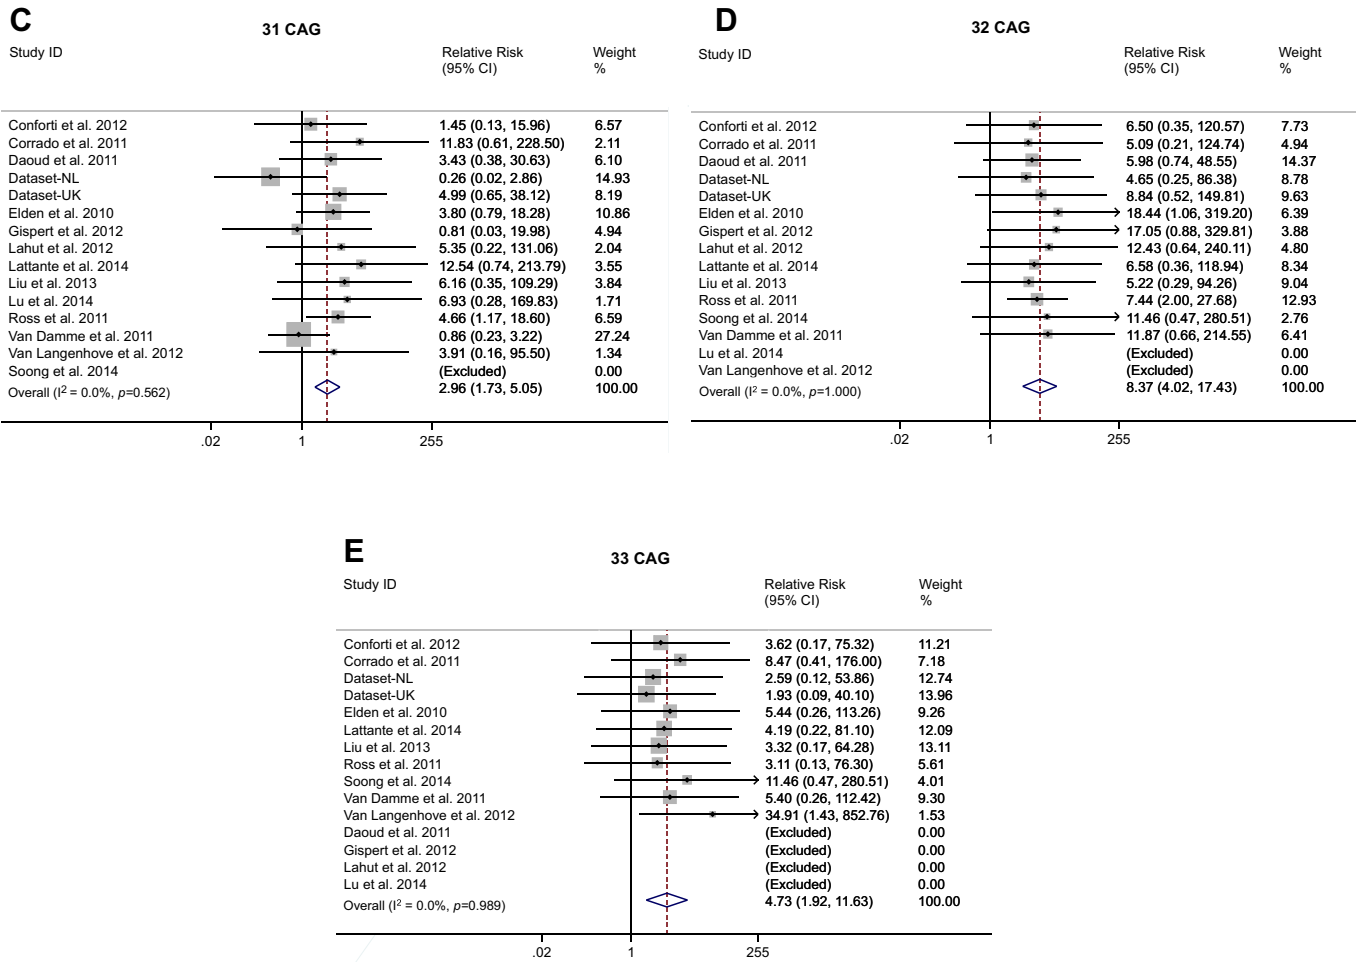 C
31 CAG
Study ID Relative Risk Weight
(95% CI) %
Conforti et al. 2012 1.45 (0.13, 15.96) 6.57
Corrado et al. 2011 11.83 (0.61, 228.50) 2.11
Daoud et al. 2011 3.43 (0.38, 30.63) 6.10
Dataset-NL 0.26 (0.02, 2.86) 14.93
Dataset-UK 4.99 (0.65, 38.12) 8.19
Elden et al. 2010 3.80 (0.79, 18.28) 10.86
Gispert et al. 2012 0.81 (0.03, 19.98) 4.94
Lahut et al. 2012 5.35 (0.22, 131.06) 2.04
Lattante et al. 2014 12.54 (0.74, 213.79) 3.55
Liu et al. 2013 6.16 (0.35, 109.29) 3.84
Lu et al. 2014 6.93 (0.28, 169.83) 1.71
Ross et al. 2011 4.66 (1.17, 18.60) 6.59
Van Damme et al. 2011 0.86 (0.23, 3.22) 27.24
Van Langenhove et al. 2012 3.91 (0.16, 95.50) 1.34
Soong et al. 2014 (Excluded) 0.00
Overall (I² = 0.0%, p=0.562) 2.96 (1.73, 5.05) 100.00
.02 1 255
D
32 CAG
Study ID Relative Risk Weight
(95% CI) %
Conforti et al. 2012 6.50 (0.35, 120.57) 7.73
Corrado et al. 2011 5.09 (0.21, 124.74) 4.94
Daoud et al. 2011 5.98 (0.74, 48.55) 14.37
Dataset-NL 4.65 (0.25, 86.38) 8.78
Dataset-UK 8.84 (0.52, 149.81) 9.63
Elden et al. 2010 18.44 (1.06, 319.20) 6.39
Gispert et al. 2012 17.05 (0.88, 329.81) 3.88
Lahut et al. 2012 12.43 (0.64, 240.11) 4.80
Lattante et al. 2014 6.58 (0.36, 118.94) 8.34
Liu et al. 2013 5.22 (0.29, 94.26) 9.04
Ross et al. 2011 7.44 (2.00, 27.68) 12.93
Soong et al. 2014 11.46 (0.47, 280.51) 2.76
Van Damme et al. 2011 11.87 (0.66, 214.55) 6.41
Lu et al. 2014 (Excluded) 0.00
Van Langenhove et al. 2012 (Excluded) 0.00
Overall (I² = 0.0%, p=1.000) 8.37 (4.02, 17.43) 100.00
.02 1 255
E
33 CAG
Study ID Relative Risk Weight
(95% CI) %
Conforti et al. 2012 3.62 (0.17, 75.32) 11.21
Corrado et al. 2011 8.47 (0.41, 176.00) 7.18
Dataset-NL 2.59 (0.12, 53.86) 12.74
Dataset-UK 1.93 (0.09, 40.10) 13.96
Elden et al. 2010 5.44 (0.26, 113.26) 9.26
Lattante et al. 2014 4.19 (0.22, 81.10) 12.09
Liu et al. 2013 3.32 (0.17, 64.28) 13.11
Ross et al. 2011 3.11 (0.13, 76.30) 5.61
Soong et al. 2014 11.46 (0.47, 280.51) 4.01
Van Damme et al. 2011 5.40 (0.26, 112.42) 9.30
Van Langenhove et al. 2012 34.91 (1.43, 852.76) 1.53
Daoud et al. 2011 (Excluded) 0.00
Gispert et al. 2012 (Excluded) 0.00
Lahut et al. 2012 (Excluded) 0.00
Lu et al. 2014 (Excluded) 0.00
Overall (I² = 0.0%, p=0.989) 4.73 (1.92, 11.63) 100.00
.02 1 255